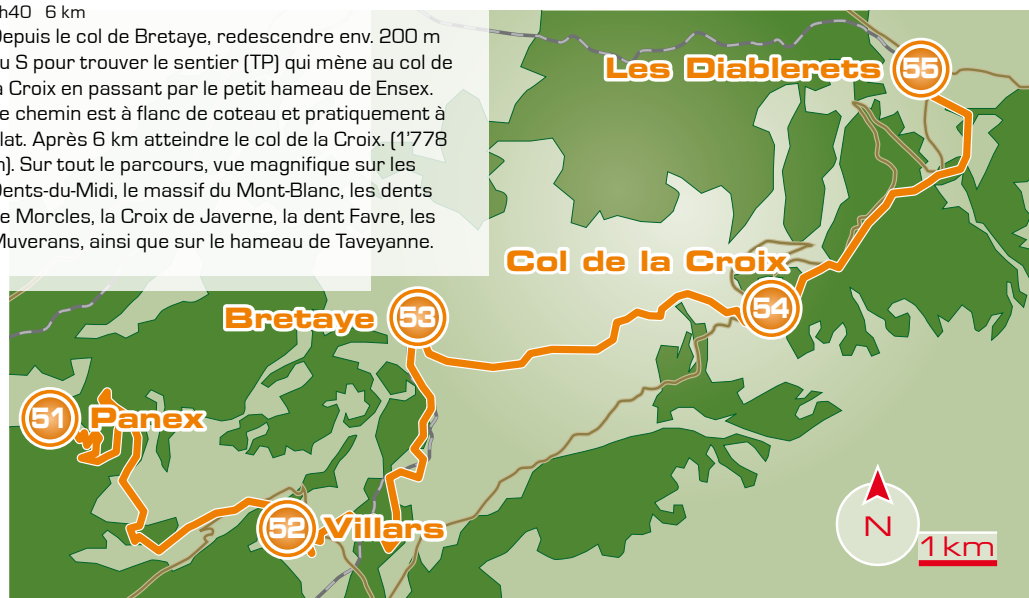 h40 6 km
Depuis le col de Bretaye, redescendre env. 200 m
u S pour trouver le sentier (TP) qui mène au col de
a Croix en passant par le petit hameau de Ensex.
e chemin est à flanc de coteau et pratiquement à
lat. Après 6 km atteindre le col de la Croix. (1'778
m). Sur tout le parcours, vue magnifique sur les
Dents-du-Midi, le massif du Mont-Blanc, les dents
e Morcles, la Croix de Javerne, la dent Favre, les
Muverans, ainsi que sur le hameau de Taveyanne.
Les Diablerets 55
Col de la Croix
54
Bretaye 53
51 Panex
52 Villars
N
1 km